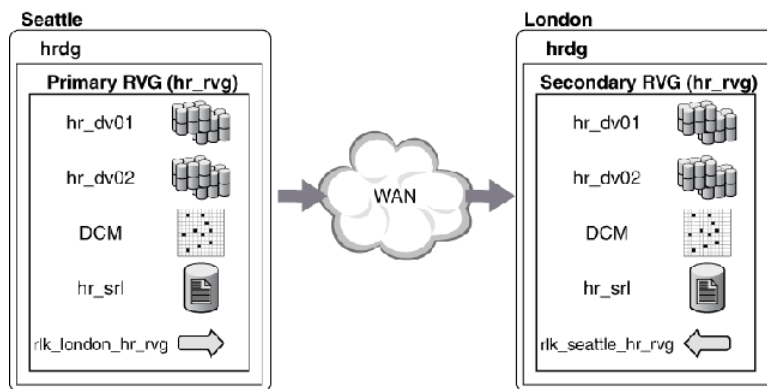 Seattle
hrdg
Primary RVG (hr_rvg)
hr_dv01
hr_dv02
DCM
hr_srl
rlk_london_hr_rvg
WAN
London
hrdg
Secondary RVG (hr_rvg)
hr_dv01
hr_dv02
DCM
hr_srl
rlk_seattle_hr_rvg